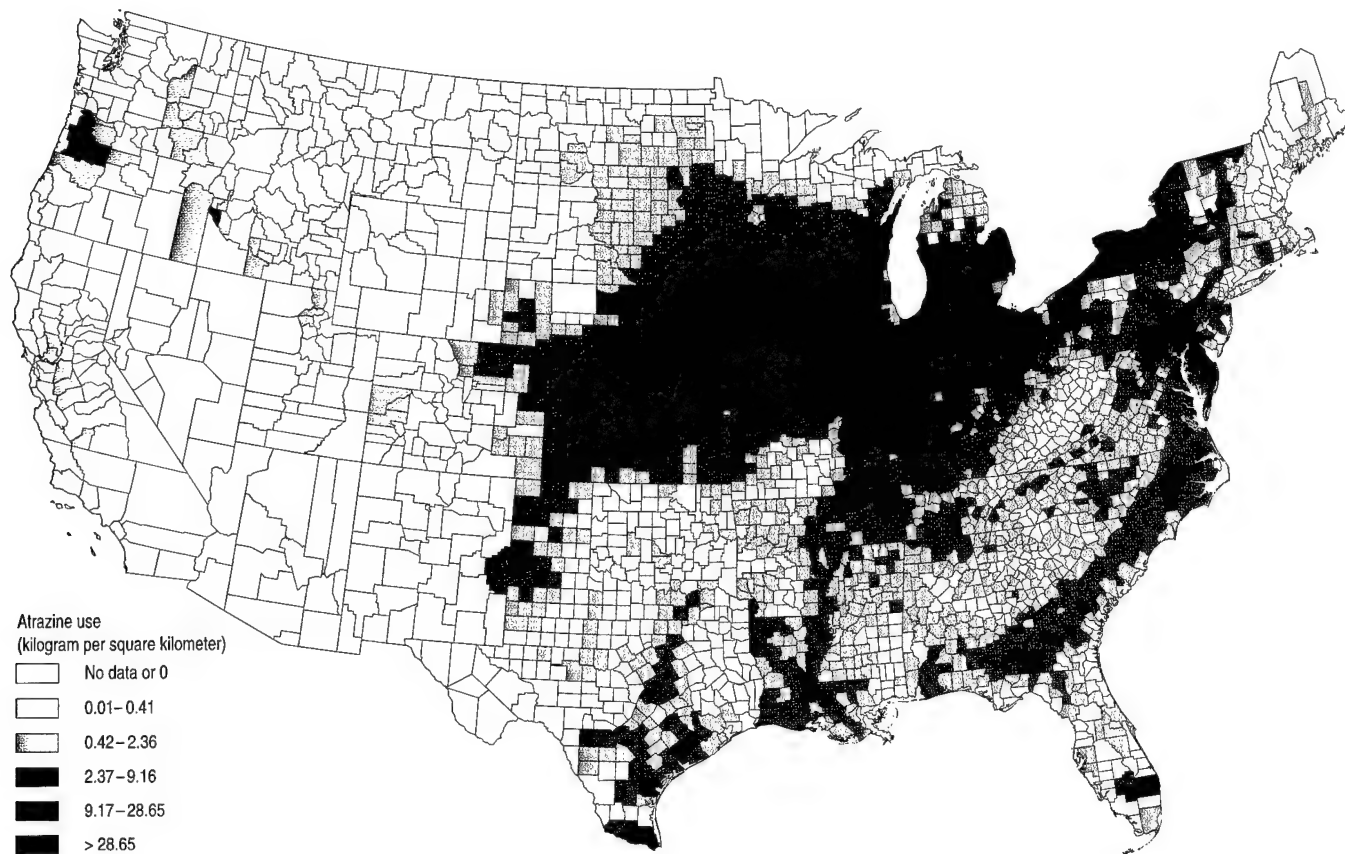 Atrazine use
(kilogram per square kilometer)
No data or 0
0.01–0.41
0.42–2.36
2.37–9.16
9.17–28.65
> 28.65